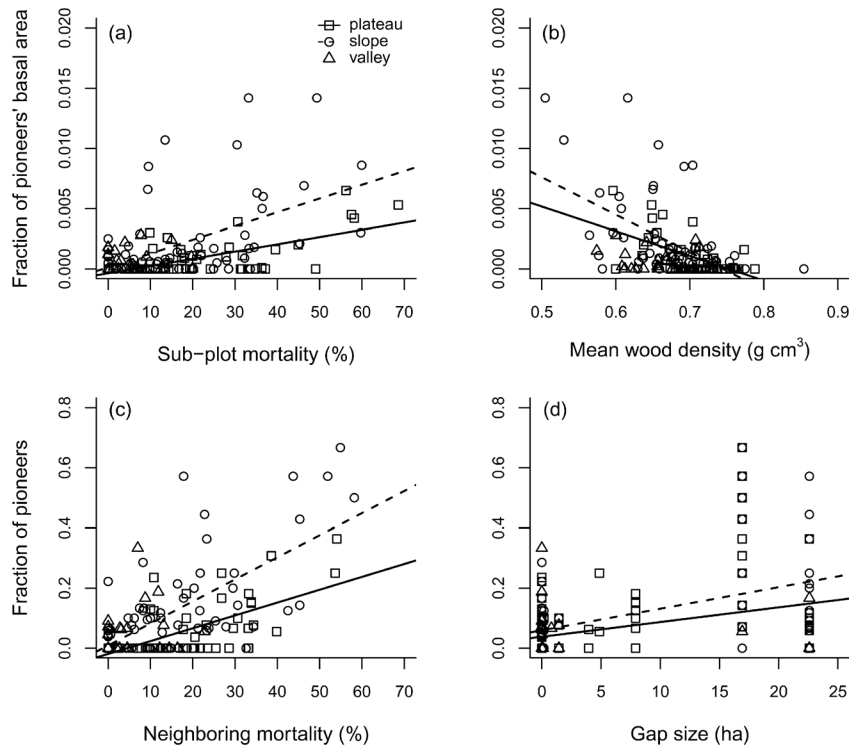 (a)
plateau
slope
valley
Fraction of pioneers' basal area
0.000 0.005 0.010 0.015 0.020
0 10 20 30 40 50 60 70
Sub−plot mortality (%)
(b)
0.000 0.005 0.010 0.015 0.020
0.5 0.6 0.7 0.8 0.9
Mean wood density (g cm³)
(c)
Fraction of pioneers
0.0 0.2 0.4 0.6 0.8
0 10 20 30 40 50 60 70
Neighboring mortality (%)
(d)
0.0 0.2 0.4 0.6 0.8
0 5 10 15 20 25
Gap size (ha)